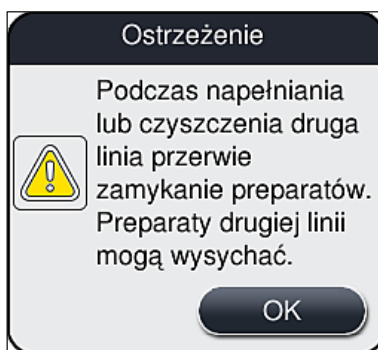 Ostrzeżenie
Podczas napełniania
lub czyszczenia druga
linia przerwie
zamykanie preparatów.
Preparaty drugiej linii
mogą wysychać.
OK